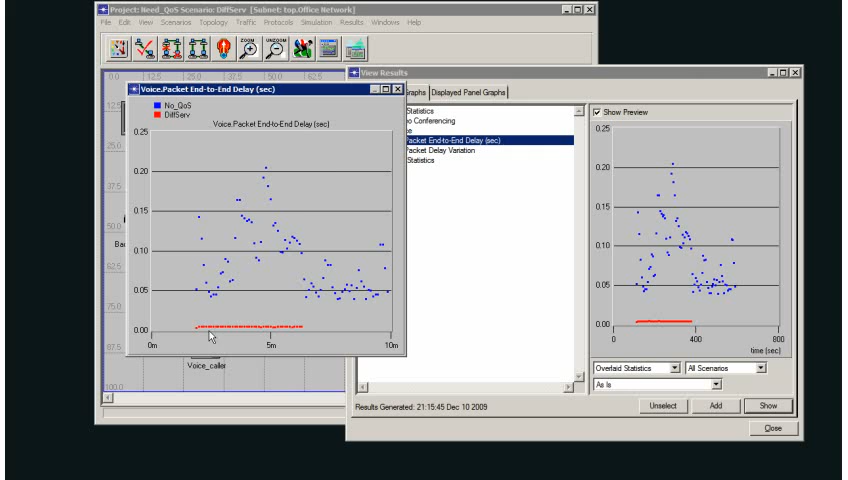 Project: Need_QoS Scenario: DiffServ [Subnet: top.Office Network]
File Edit View Scenarios Topology Traffic Protocols Simulation Results Windows Help
ZOOM UNZOOM
0.0 12.5 25.0 37.5 50.0 62.5
12.5
25.0
37.5
50.0
62.5
75.0
87.5
100.0
Voice_caller
Voice.Packet End-to-End Delay (sec)
No_QoS
DiffServ
Voice.Packet End-to-End Delay (sec)
0.25
0.20
0.15
0.10
0.05
0.00
0m 5m 10m
View Results
Graphs Displayed Panel Graphs
Statistics
Conferencing
Packet End-to-End Delay (sec)
Packet Delay Variation
Statistics
Show Preview
0.25
0.20
0.15
0.10
0.05
0.00
0 400 800
time (sec)
Overlaid Statistics All Scenarios
As Is
Results Generated: 21:15:45 Dec 10 2009
Unselect Add Show
Close